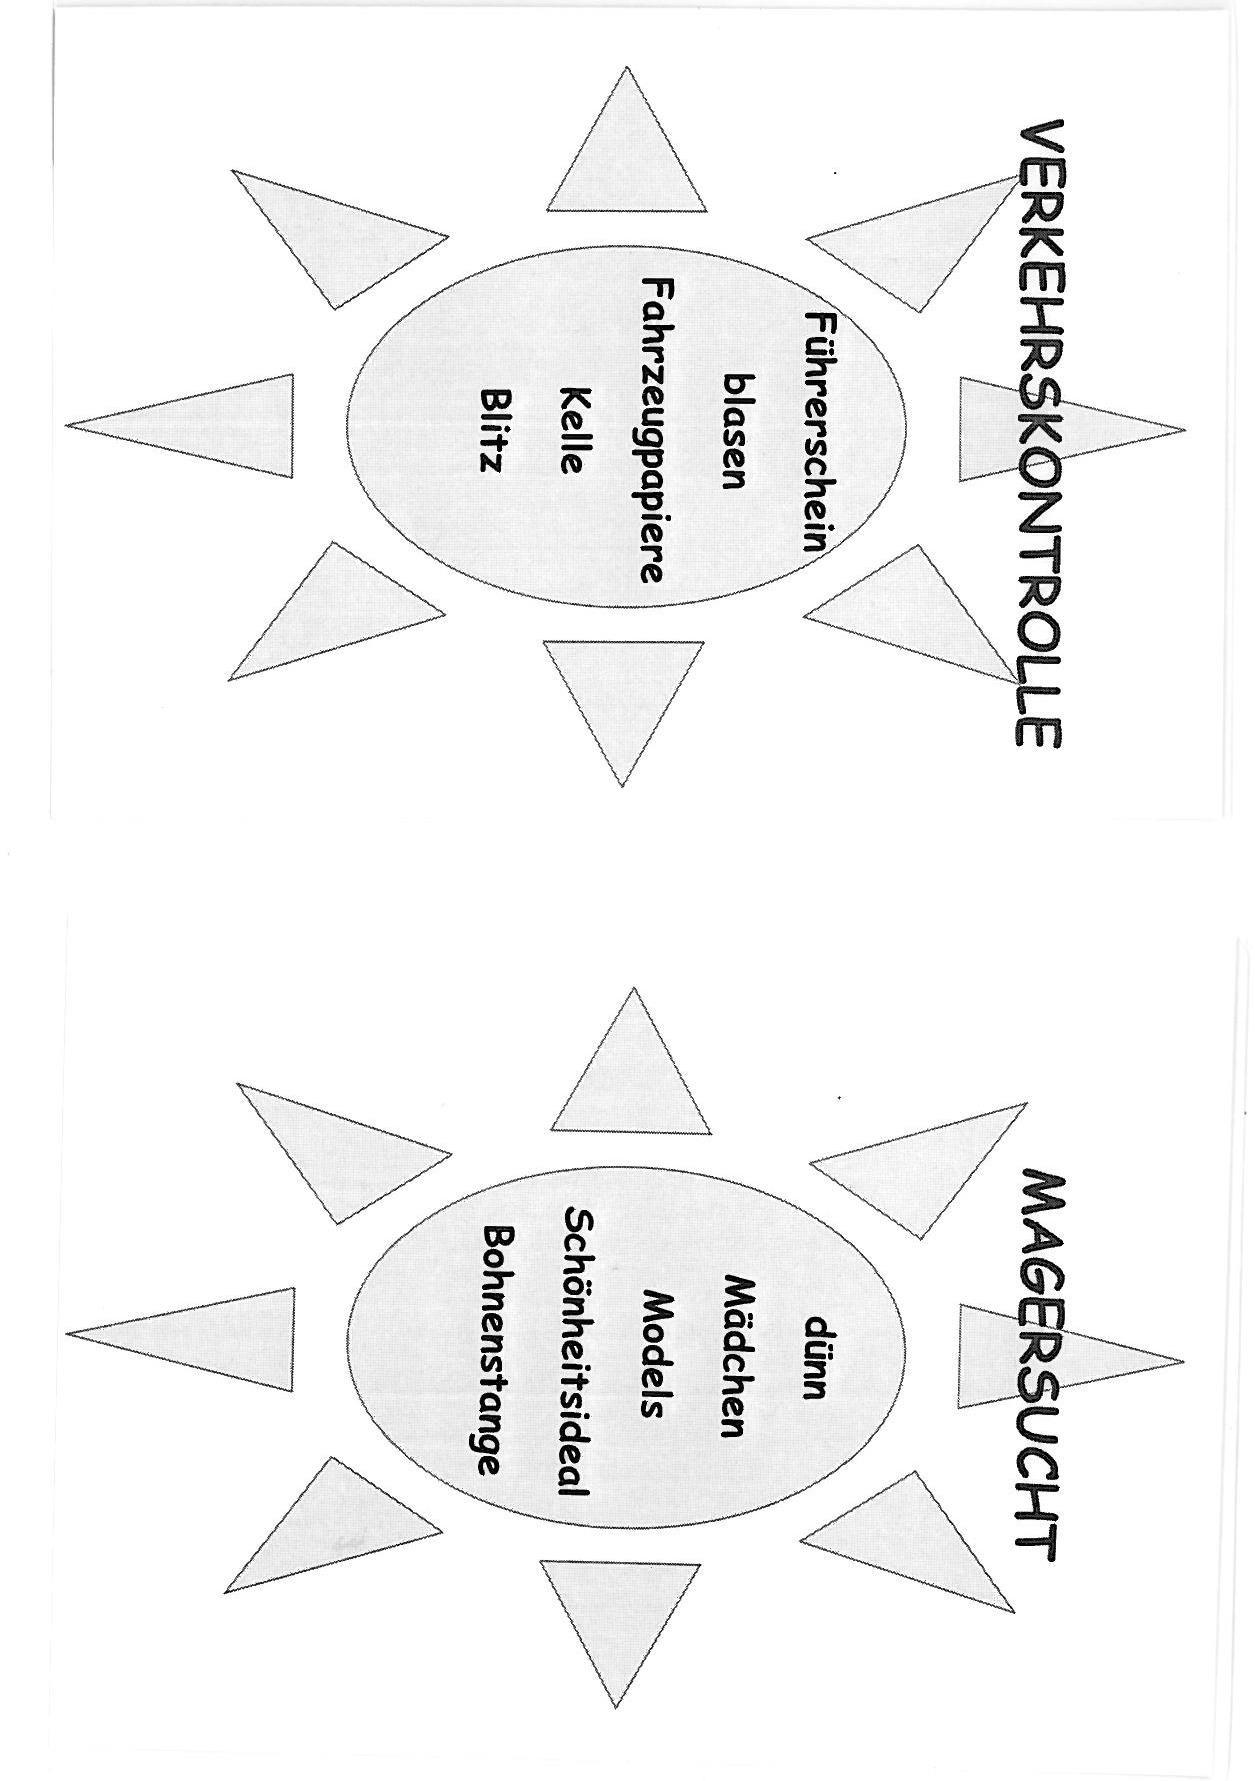 VERKEHRSKONTROLLE
Führerschein
blasen
Fahrzeugpapiere
Kelle
Blitz
MAGERSUCHT
dünn
Mädchen
Models
Schönheitsideal
Bohnenstange